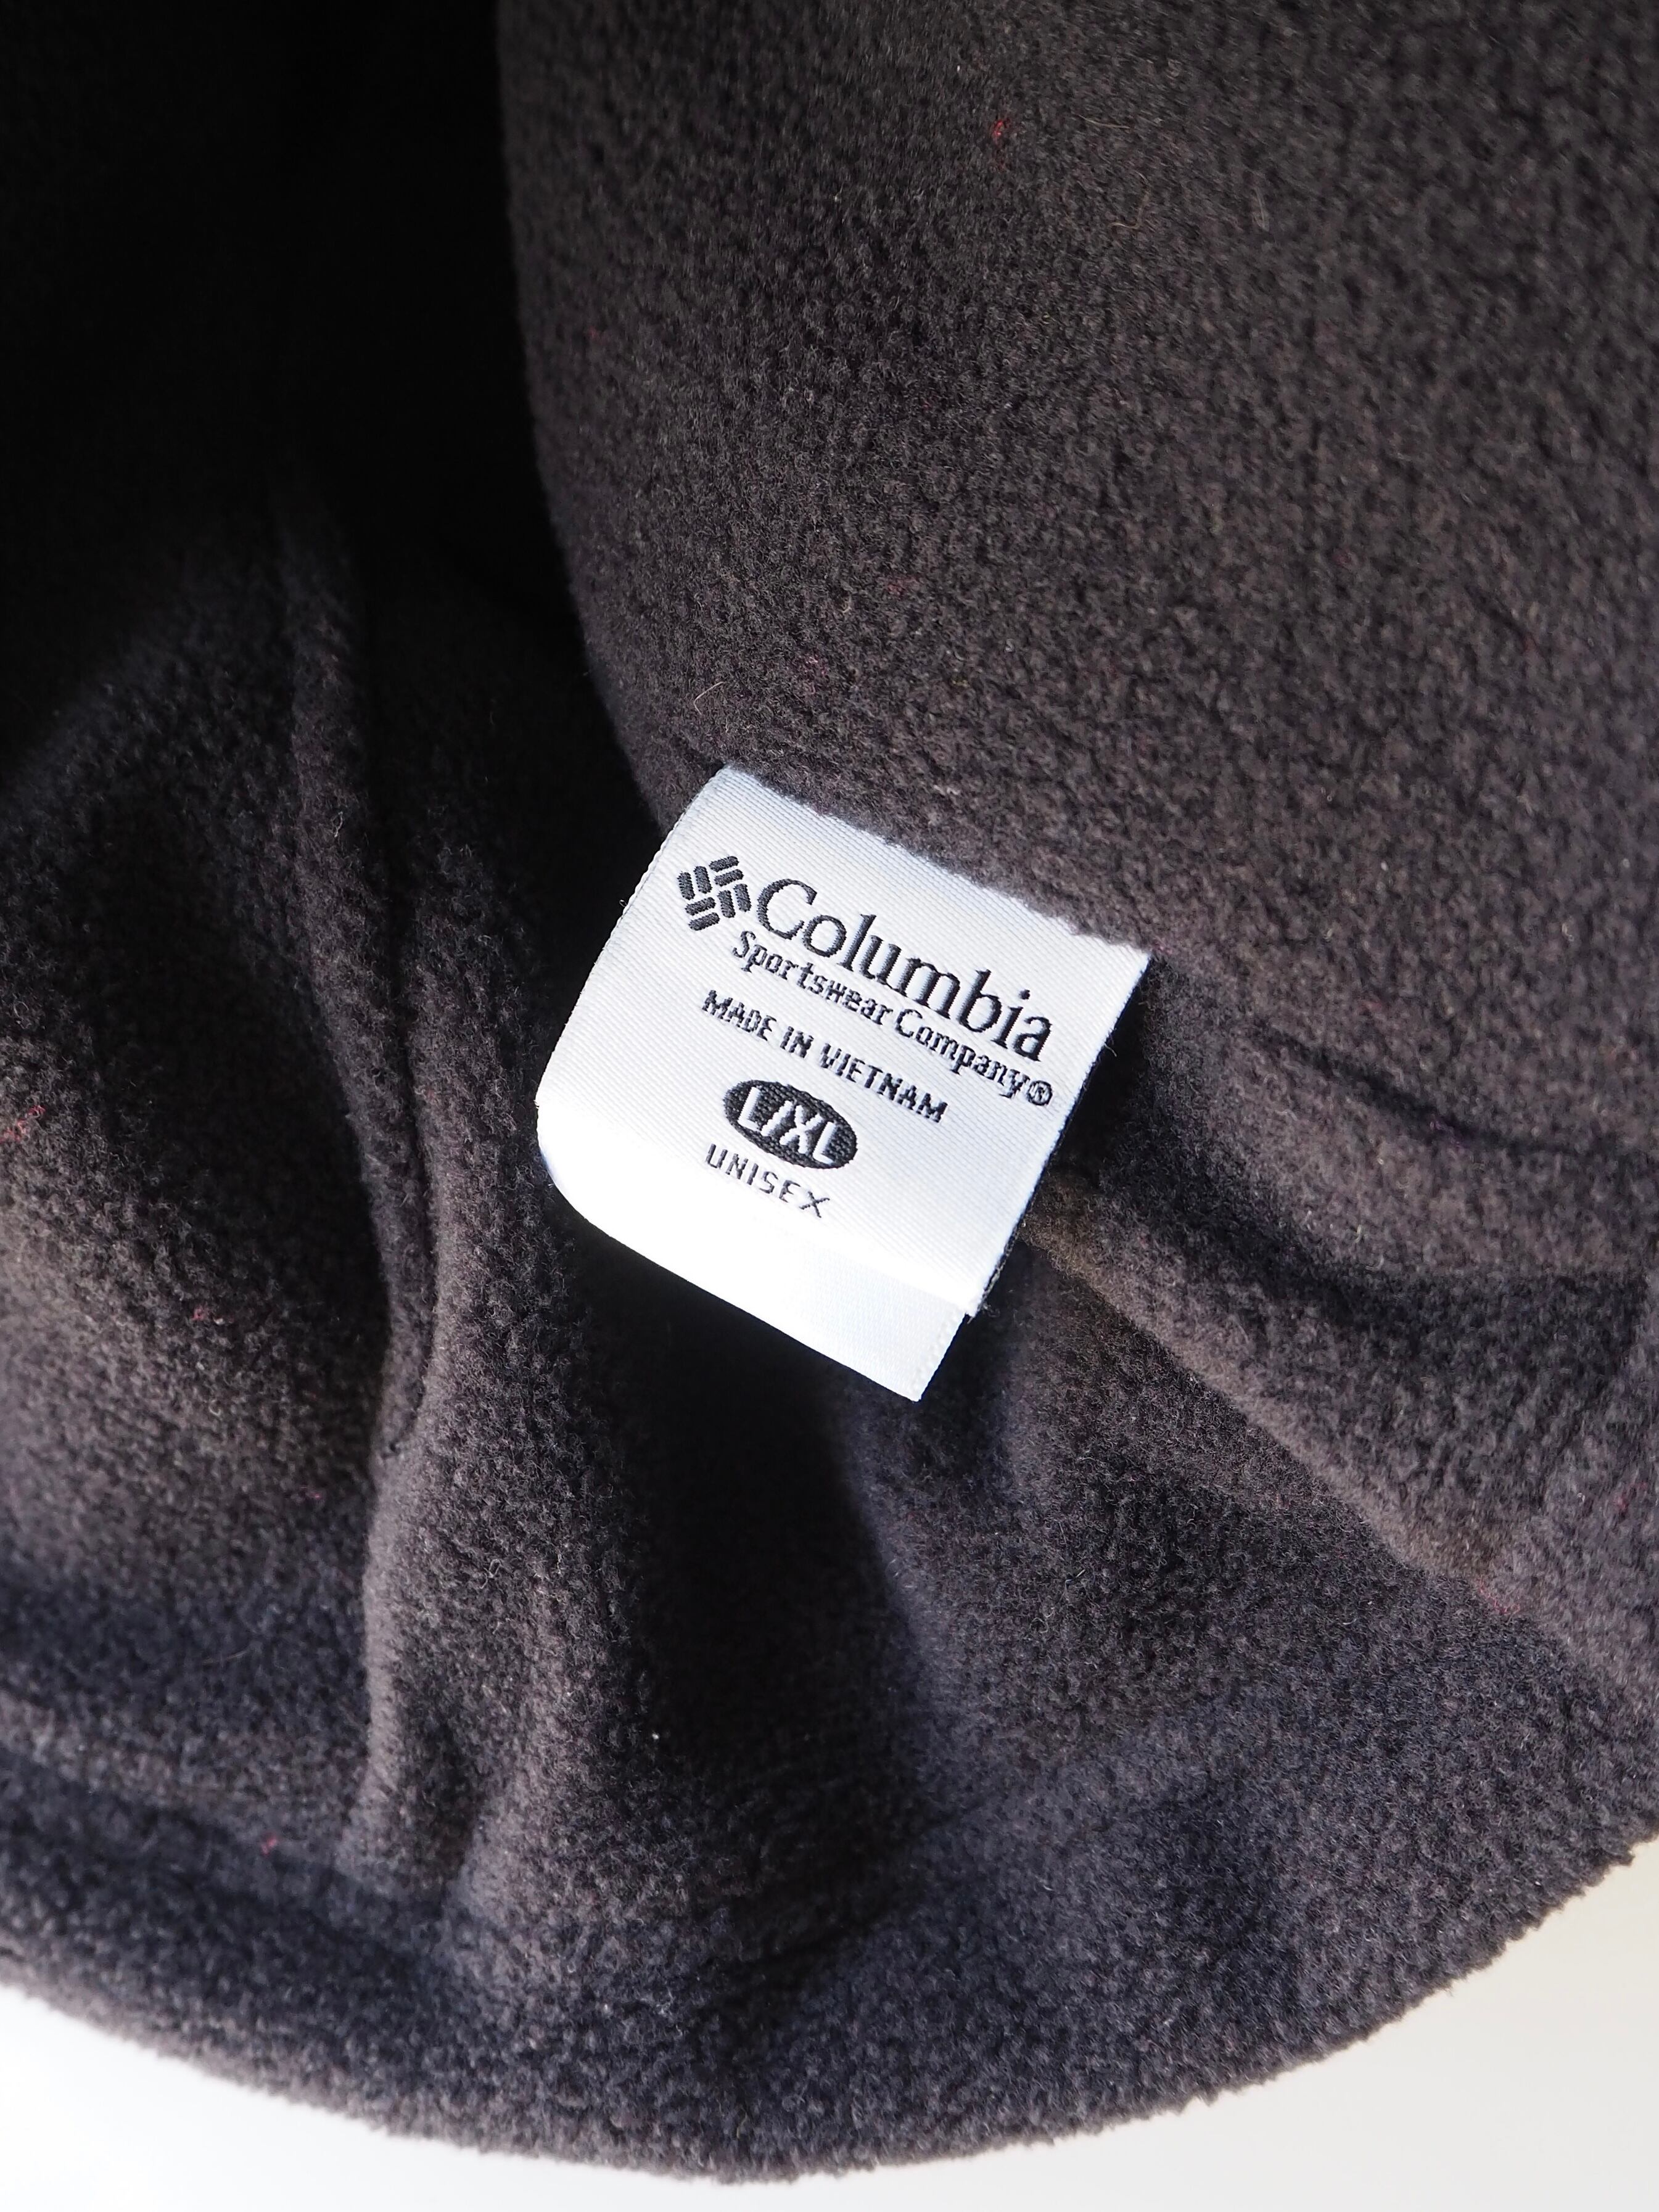 Columbia
Sportswear Company®
MADE IN VIETNAM
L/XL
UNISEX